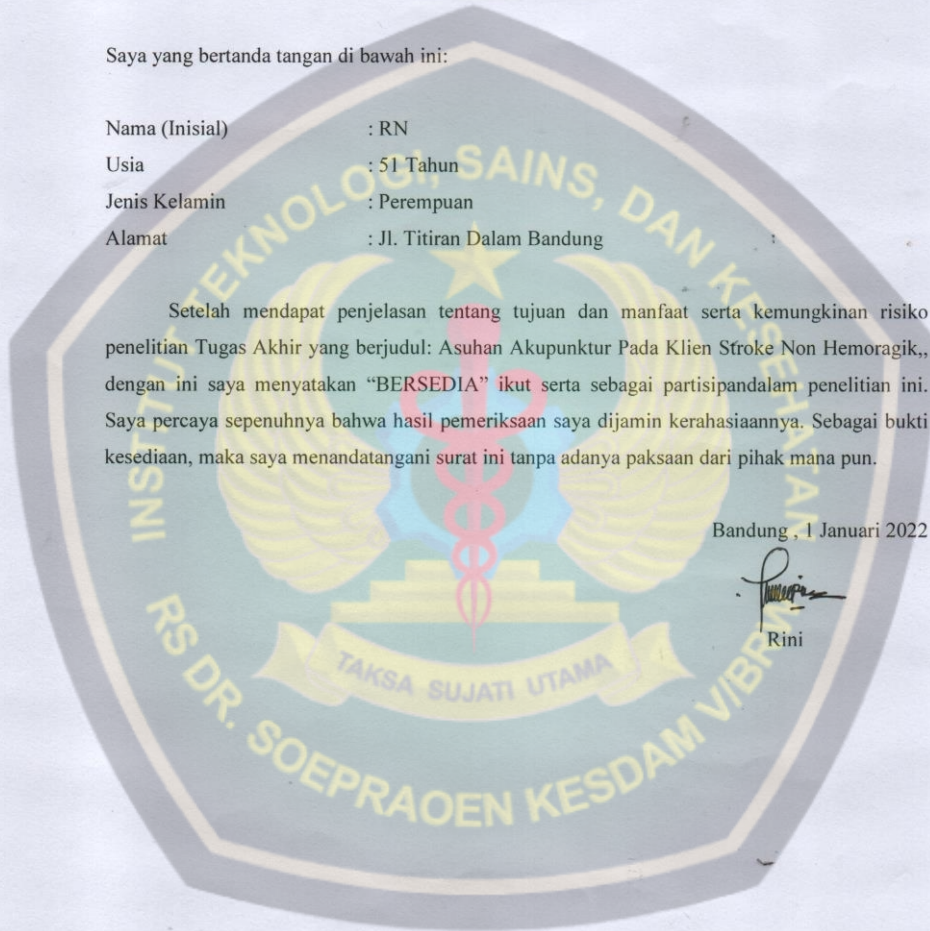 Saya yang bertanda tangan di bawah ini:
Nama (Inisial) : RN
Usia : 51 Tahun
Jenis Kelamin : Perempuan
Alamat : Jl. Titiran Dalam Bandung
Setelah mendapat penjelasan tentang tujuan dan manfaat serta kemungkinan risiko
penelitian Tugas Akhir yang berjudul: Asuhan Akupunktur Pada Klien Stroke Non Hemoragik,,
dengan ini saya menyatakan “BERSEDIA” ikut serta sebagai partisipandalam penelitian ini.
Saya percaya sepenuhnya bahwa hasil pemeriksaan saya dijamin kerahasiaannya. Sebagai bukti
kesediaan, maka saya menandatangani surat ini tanpa adanya paksaan dari pihak mana pun.
Bandung , 1 Januari 2022
Rini
INSTITUT TEKNOLOGI, SAINS, DAN KESEHATAN
RS DR. SOEPRAOEN KESDAM V/BRW
TAKSA SUJATI UTAMA